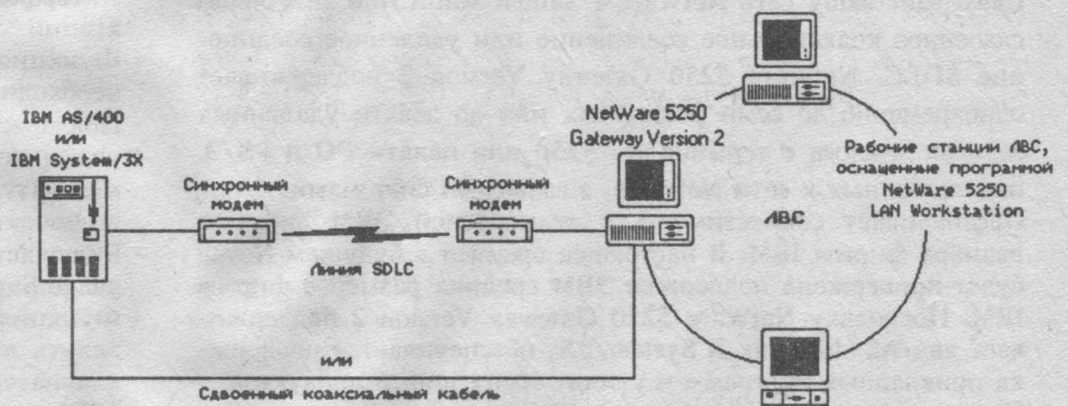 IBM AS/400
или
IBM System/3X
Синхронный
модем
Линия SDLC
Синхронный
модем
NetWare 5250
Gateway Version 2
ЛВС
Рабочие станции ЛВС,
оснащенные программой
NetWare 5250
LAN Workstation
или
Сдвоенный коаксиальный кабель